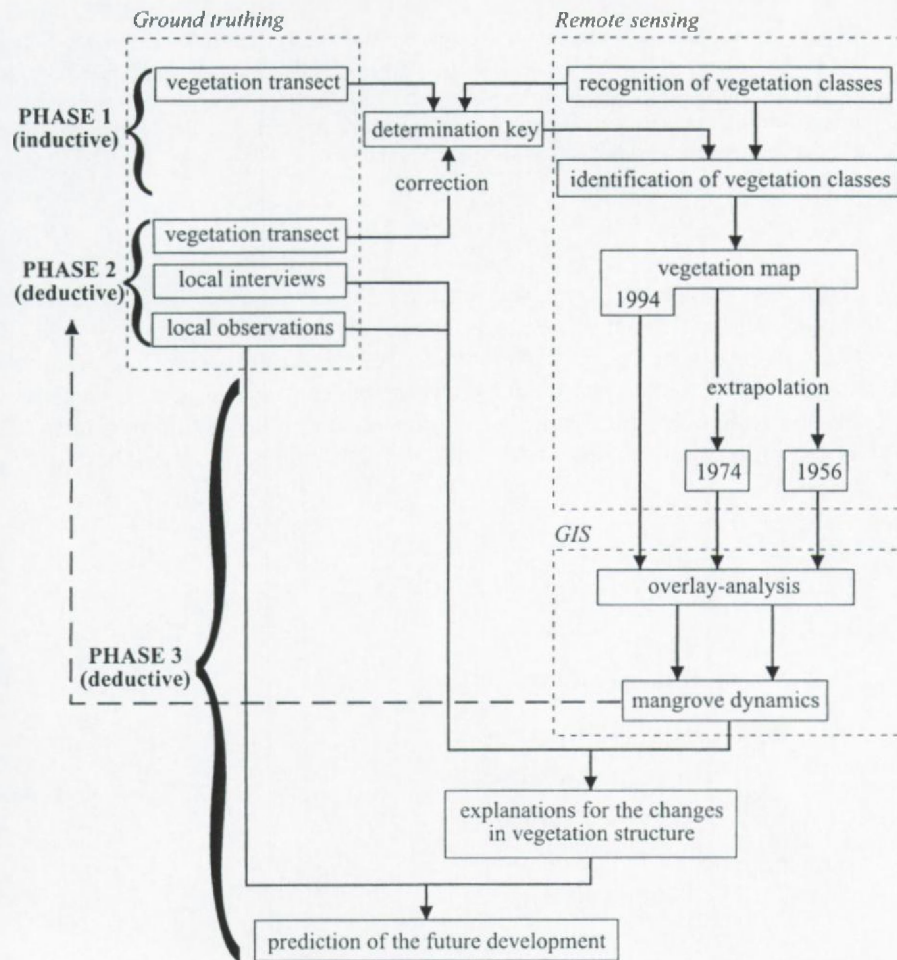 Ground truthing
Remote sensing
vegetation transect
recognition of vegetation classes
PHASE 1
(inductive)
determination key
correction
identification of vegetation classes
vegetation transect
PHASE 2
(deductive)
local interviews
local observations
vegetation map
1994
extrapolation
1974
1956
GIS
overlay-analysis
PHASE 3
(deductive)
mangrove dynamics
explanations for the changes
in vegetation structure
prediction of the future development